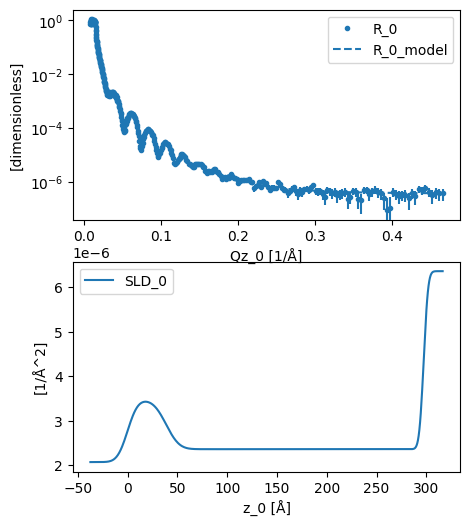 10^0
10^-2
10^-4
10^-6
[dimensionless]
R_0
R_0_model
0.0 0.1 0.2 0.3 0.4
Qz_0 [1/Å]
1e-6
6
5
4
3
2
[1/Å^2]
SLD_0
-50 0 50 100 150 200 250 300
z_0 [Å]